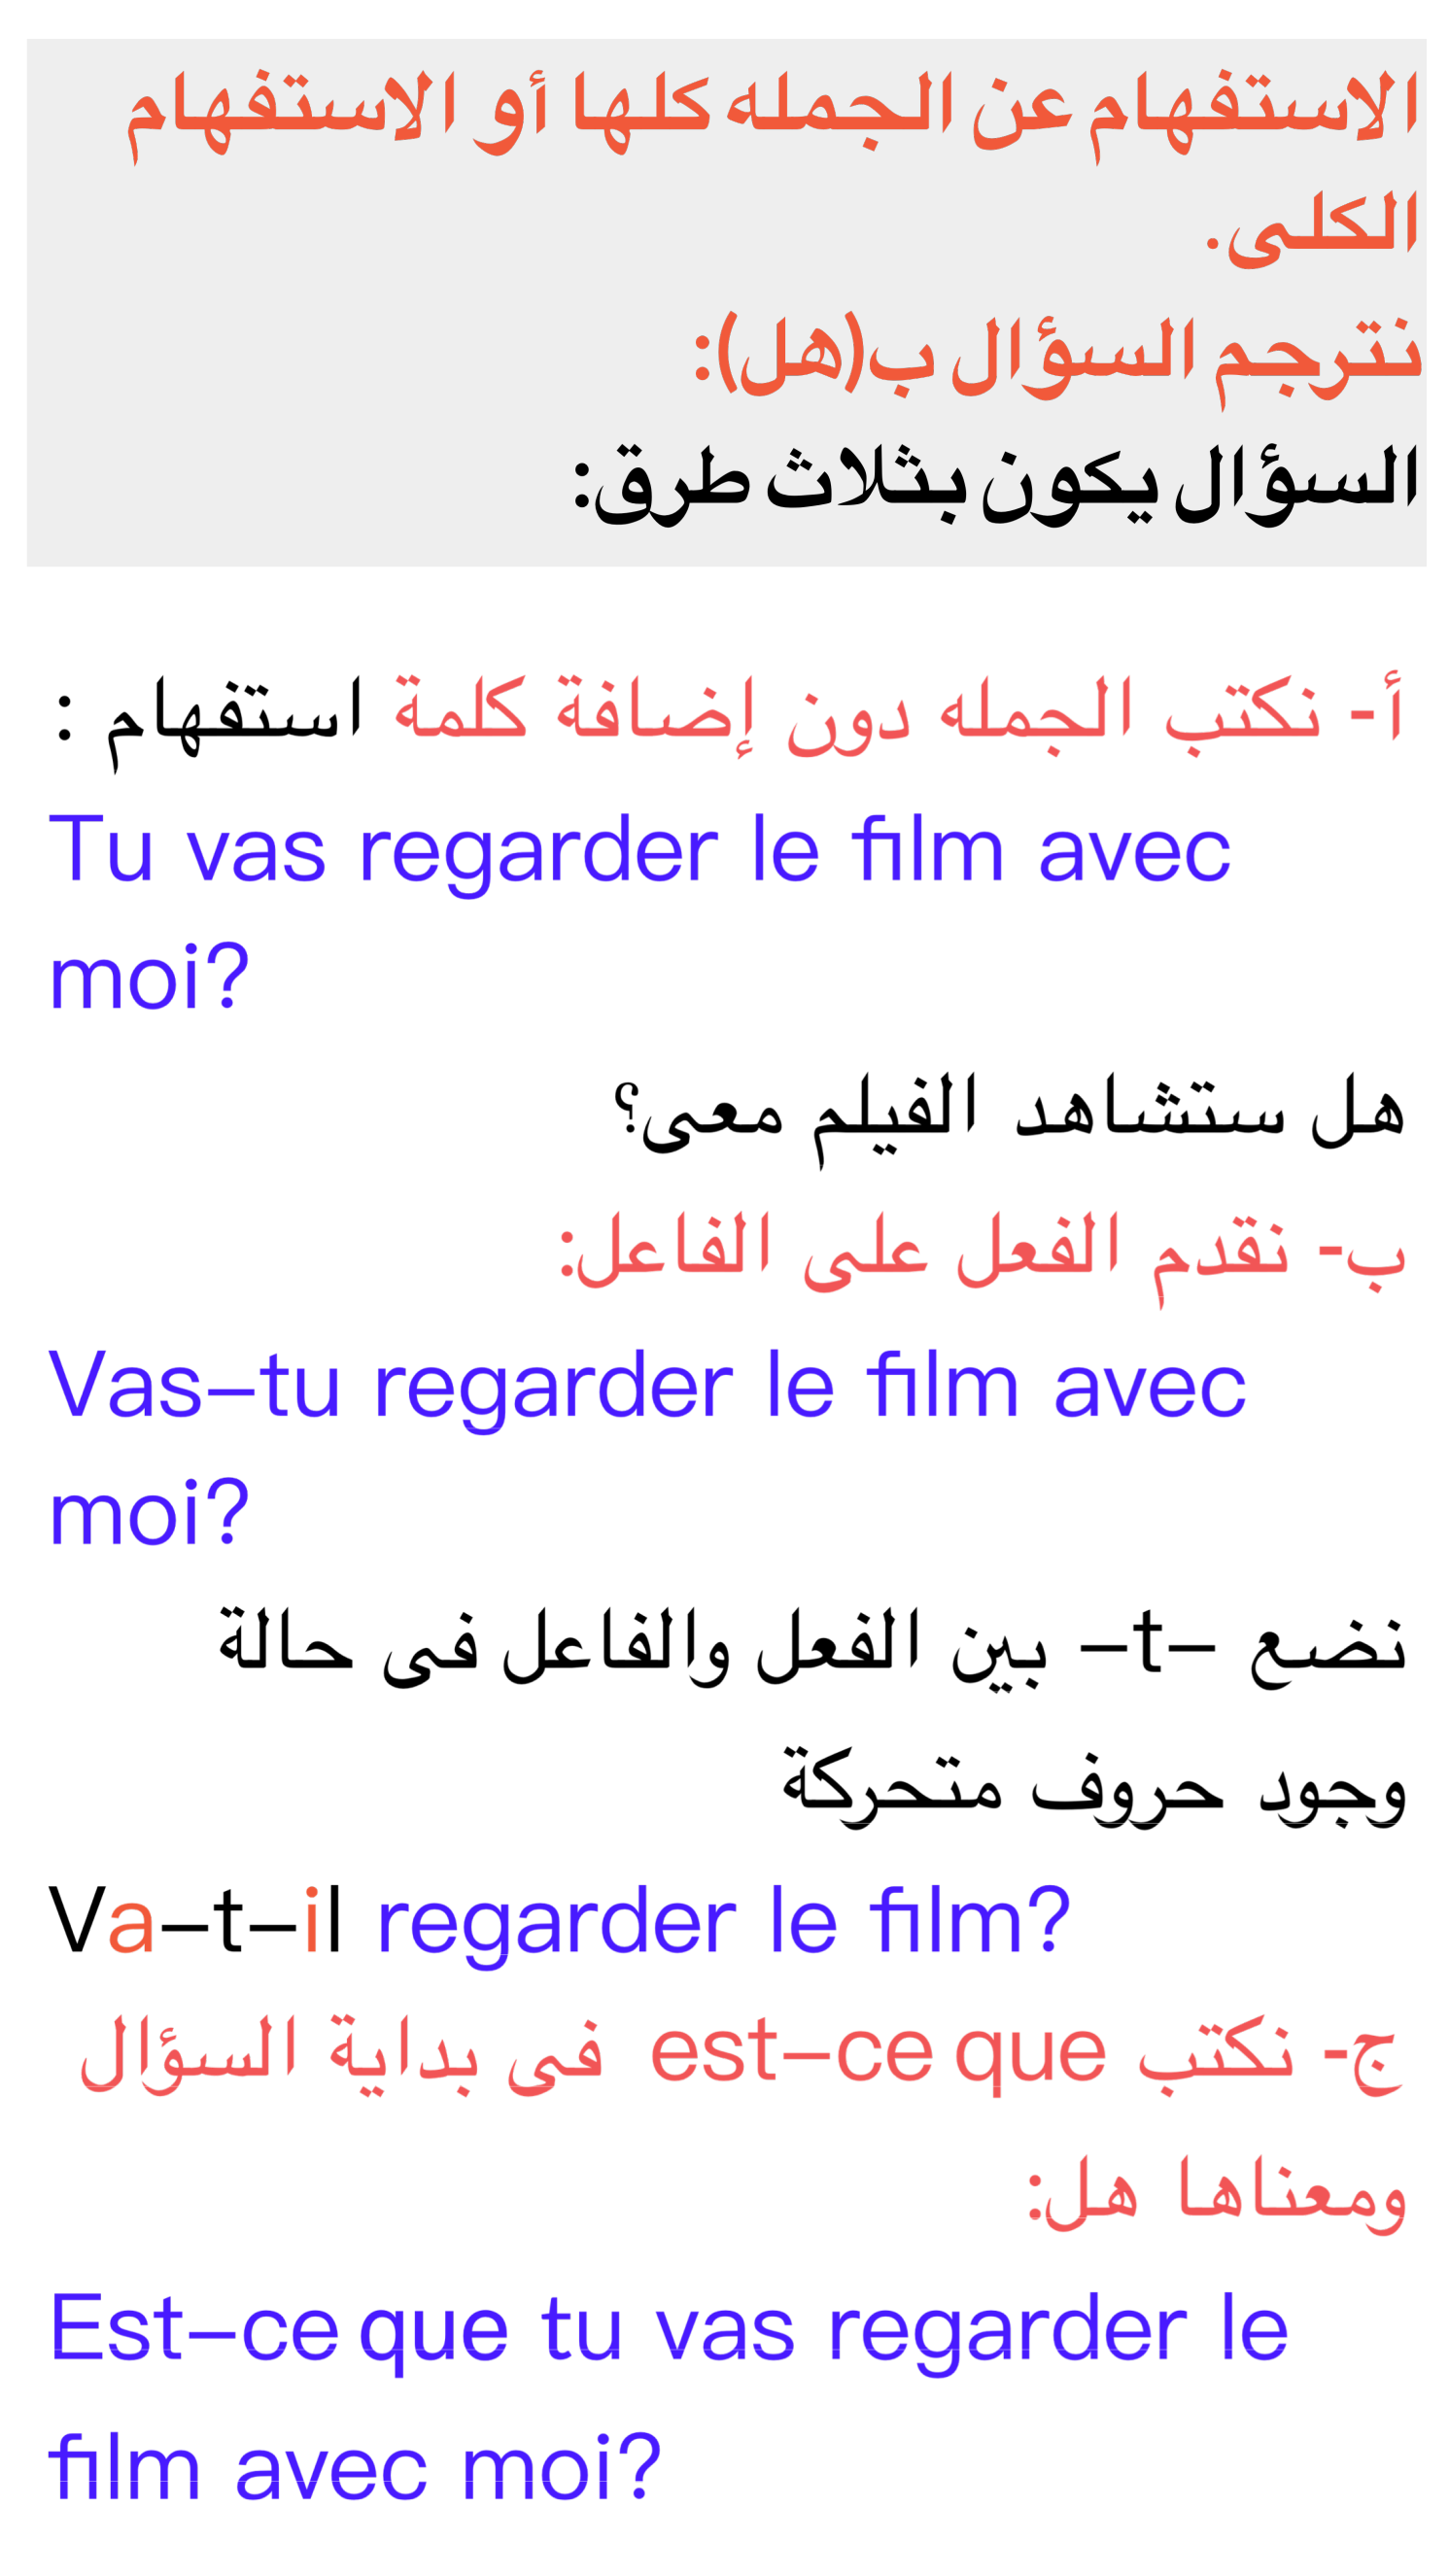 الاستفهام عن الجمله كلها أو الاستفهام
الكلى.
نترجم السؤال ب(هل):
السؤال يكون بثلاث طرق:
أ- نكتب الجمله دون إضافة كلمة استفهام :
Tu vas regarder le film avec
moi?
هل ستشاهد الفيلم معى؟
ب- نقدم الفعل على الفاعل:
Vas-tu regarder le film avec
moi?
نضع -t- بين الفعل والفاعل فى حالة
وجود حروف متحركة
Va-t-il regarder le film?
ج- نكتب est-ce que فى بداية السؤال
ومعناها هل:
Est-ce que tu vas regarder le
film avec moi?